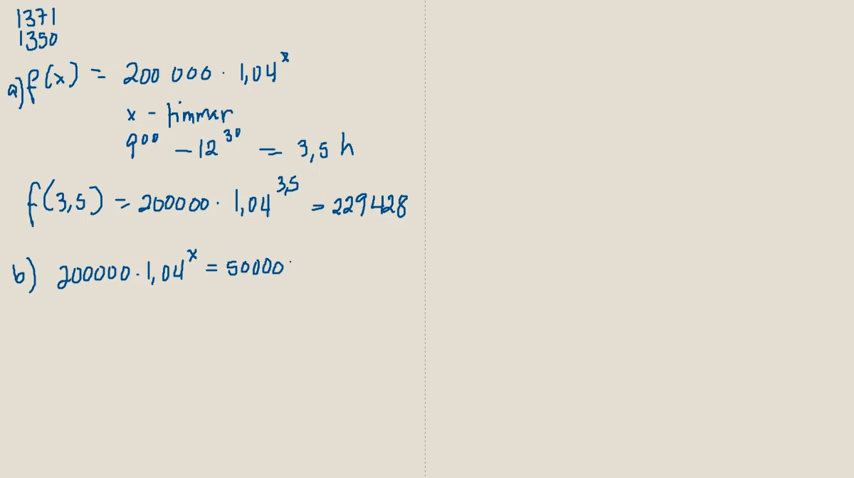 1371
1350
a) f(x) = 200 000 · 1,04^x
x - timmar
9^00 - 12^30 = 3,5 h
f(3,5) = 200000 · 1,04^3,5 = 229428
b) 200000 · 1,04^x = 50000